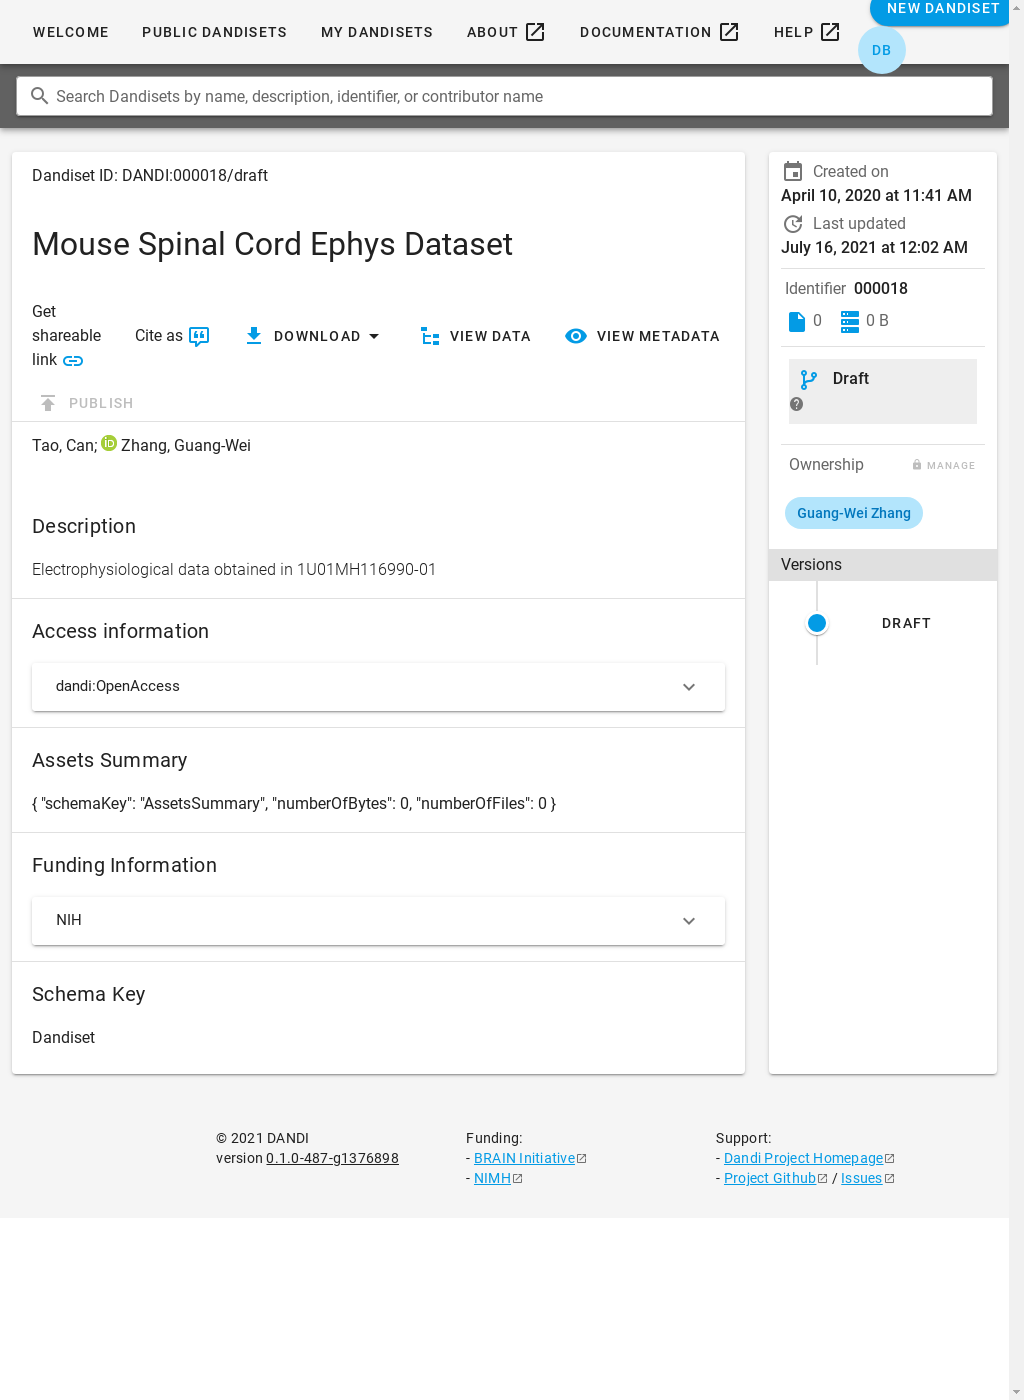 WELCOME PUBLIC DANDISETS MY DANDISETS ABOUT DOCUMENTATION HELP NEW DANDISET
DB
Search Dandisets by name, description, identifier, or contributor name
Dandiset ID: DANDI:000018/draft
Mouse Spinal Cord Ephys Dataset
Get
shareable
link
Cite as DOWNLOAD VIEW DATA VIEW METADATA
PUBLISH
Tao, Can; iD Zhang, Guang-Wei
Description
Electrophysiological data obtained in 1U01MH116990-01
Access information
dandi:OpenAccess
Assets Summary
{ "schemaKey": "AssetsSummary", "numberOfBytes": 0, "numberOfFiles": 0 }
Funding Information
NIH
Schema Key
Dandiset
Created on
April 10, 2020 at 11:41 AM
Last updated
July 16, 2021 at 12:02 AM
Identifier 000018
0 0 B
Draft
?
Ownership MANAGE
Guang-Wei Zhang
Versions
DRAFT
© 2021 DANDI
version 0.1.0-487-g1376898
Funding:
- BRAIN Initiative
- NIMH
Support:
- Dandi Project Homepage
- Project Github / Issues